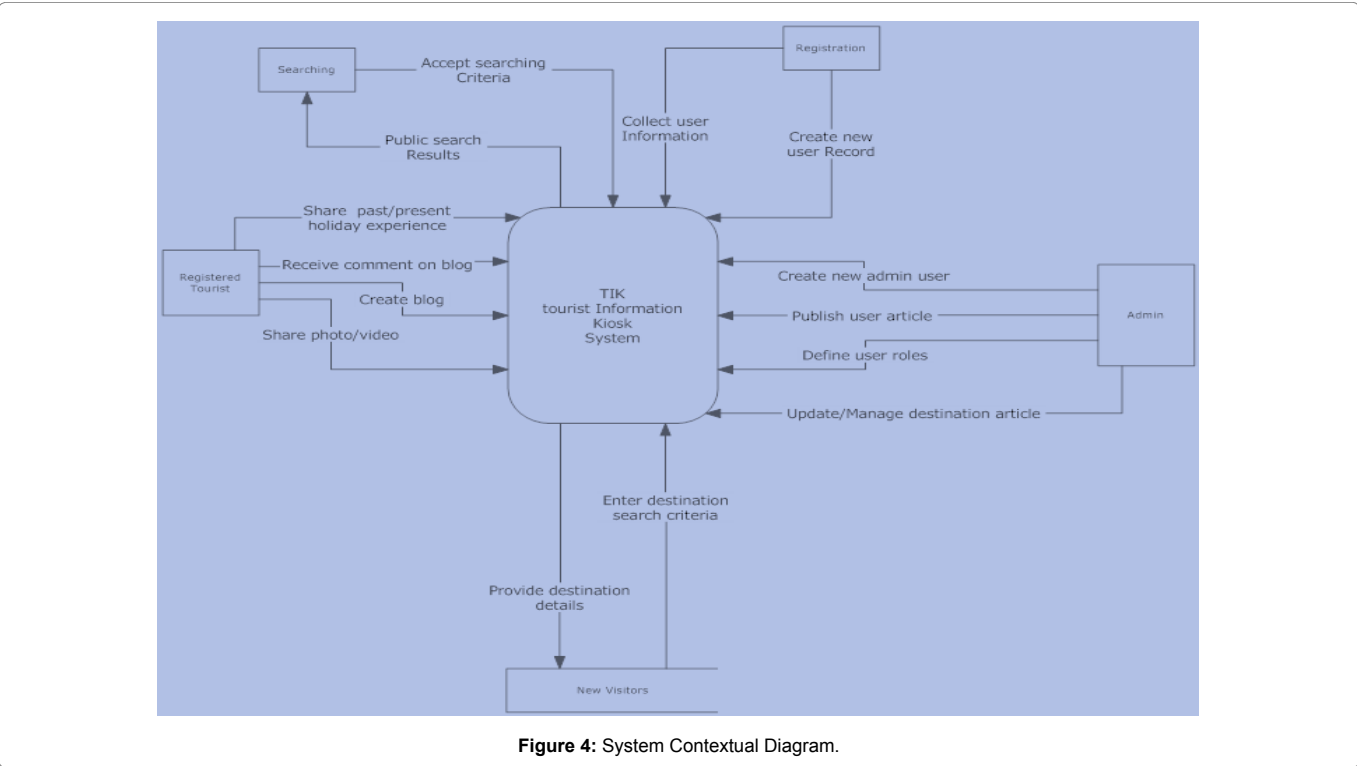 Searching
Accept searching
Criteria
Registration
Collect user
Information
Create new
user Record
Public search
Results
Share past/present
holiday experience
Registered
Tourist
Receive comment on blog
Create blog
Share photo/video
TIK
tourist Information
Kiosk
System
Create new admin user
Publish user article
Define user roles
Update/Manage destination article
Admin
Enter destination
search criteria
Provide destination
details
New Visitors
Figure 4: System Contextual Diagram.